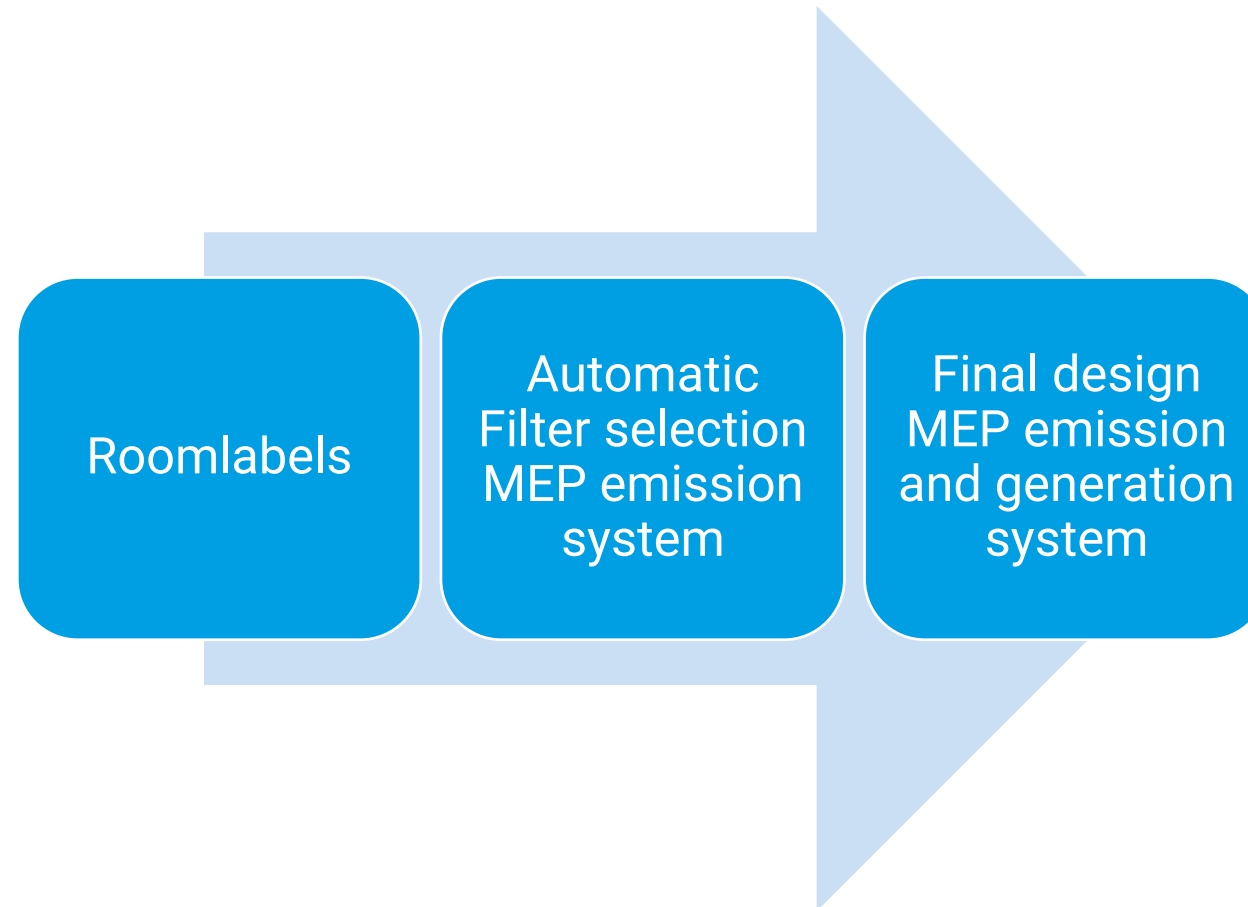 Roomlabels
Automatic
Filter selection
MEP emission
system
Final design
MEP emission
and generation
system